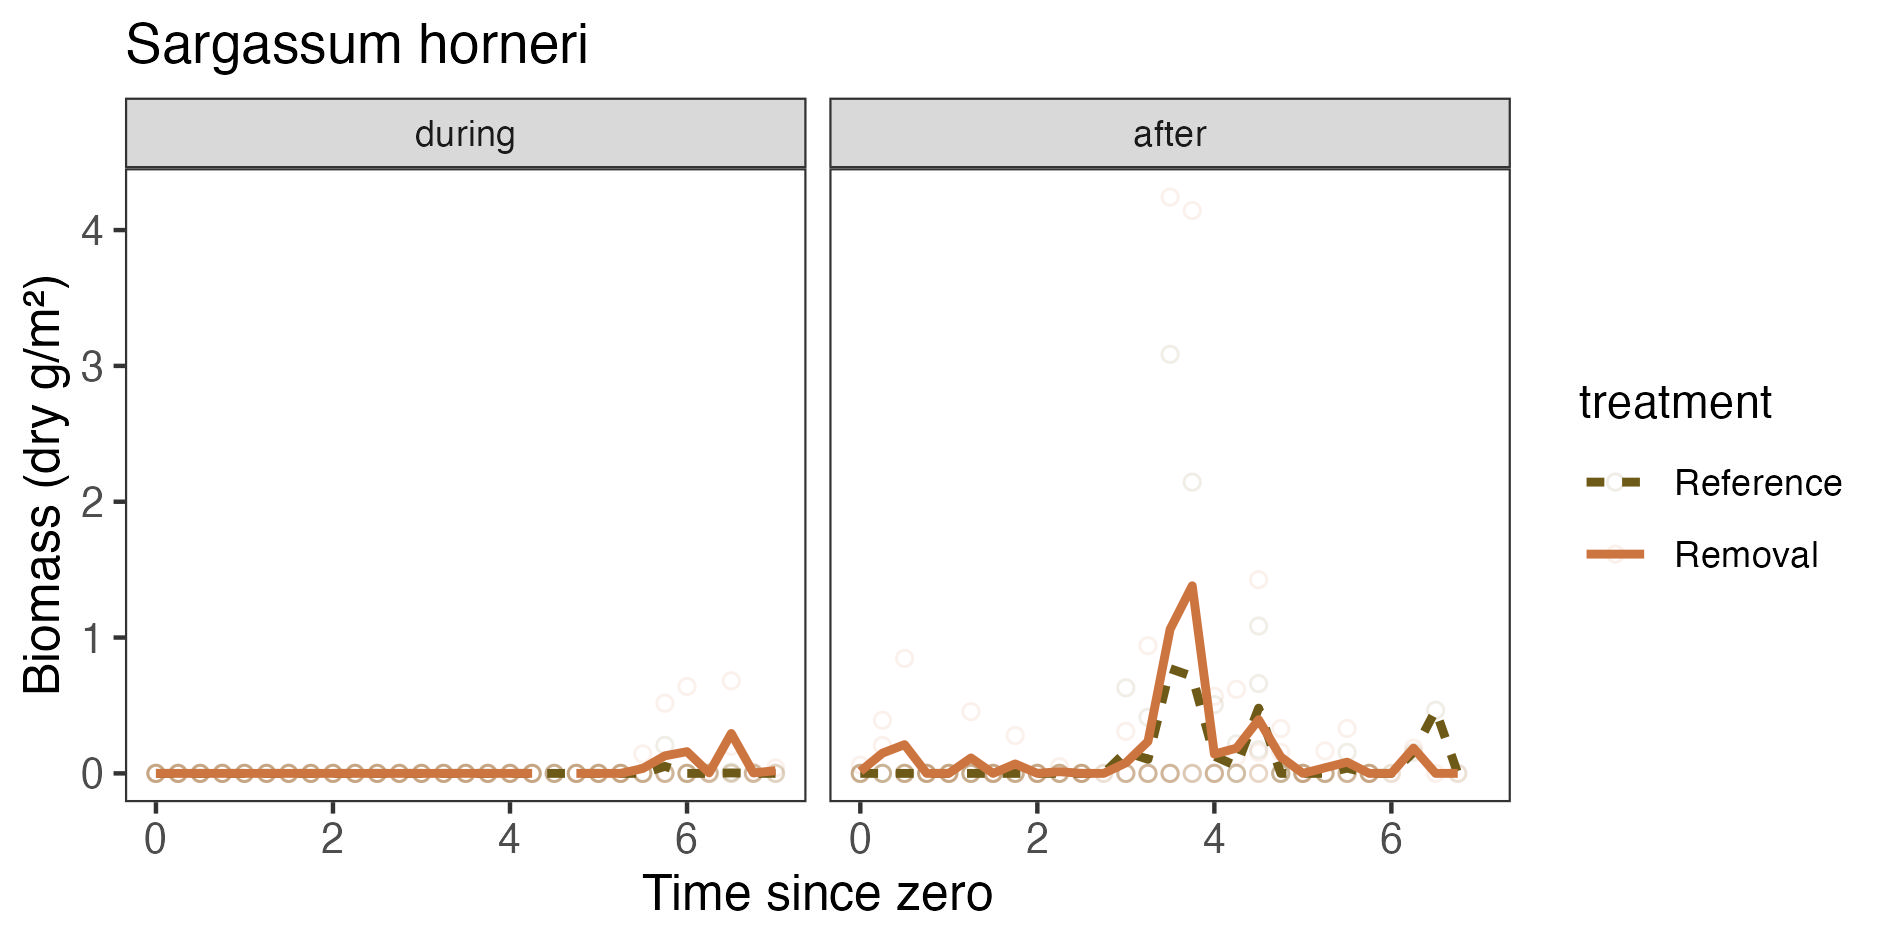 Sargassum horneri
during
after
Biomass (dry g/m²)
4
3
2
1
0
0 2 4 6
0 2 4 6
Time since zero
treatment
Reference
Removal